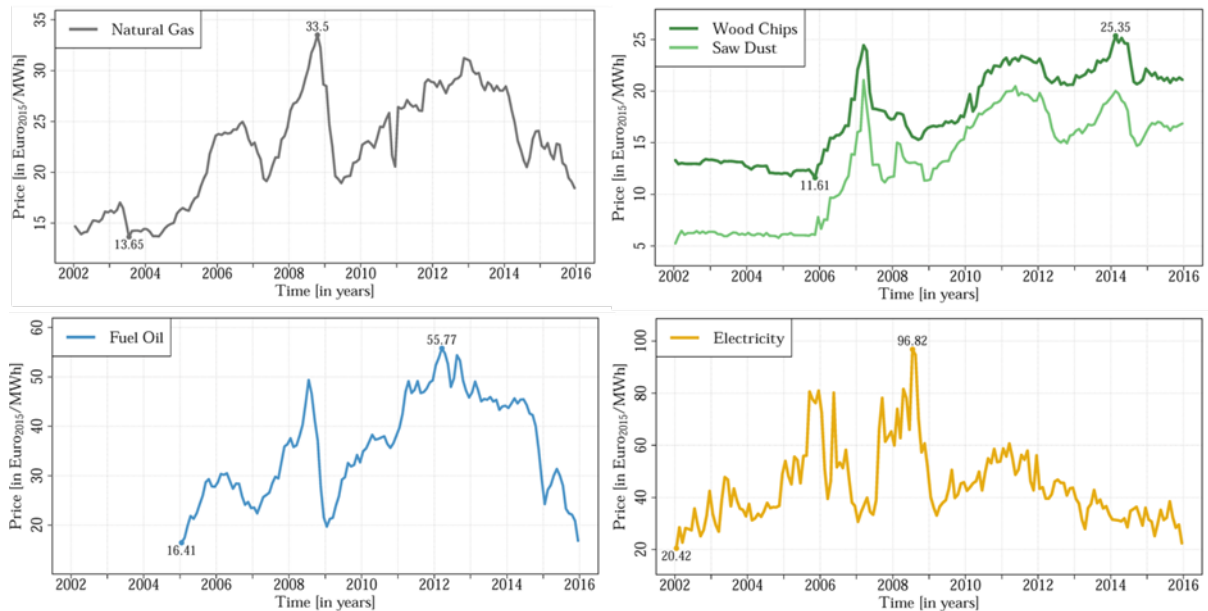 Natural Gas
33.5
13.65
15 20 25 30 35
Price [in Euro2015/MWh]
2002 2004 2006 2008 2010 2012 2014 2016
Time [in years]
Wood Chips
Saw Dust
25.35
11.61
5 10 15 20 25
Price [in Euro2015/MWh]
2002 2004 2006 2008 2010 2012 2014 2016
Time [in years]
Fuel Oil
55.77
16.41
20 30 40 50 60
Price [in Euro2015/MWh]
2002 2004 2006 2008 2010 2012 2014 2016
Time [in years]
Electricity
96.82
20.42
20 40 60 80 100
Price [in Euro2015/MWh]
2002 2004 2006 2008 2010 2012 2014 2016
Time [in years]